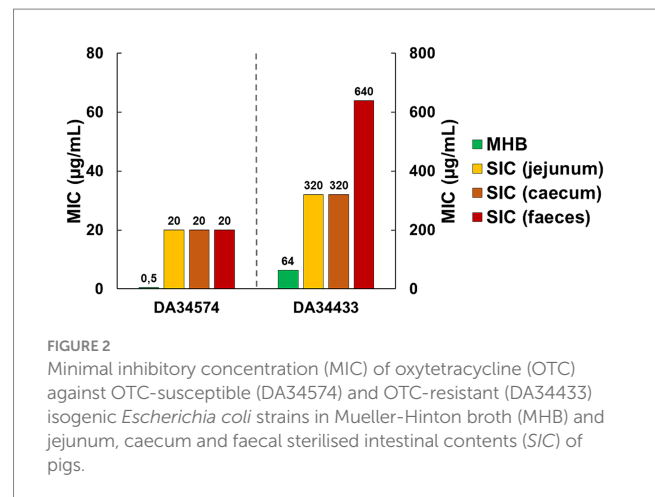 80
60
40
20
0
MIC (µg/mL)
0,5
20
20
20
64
320
320
640
DA34574
DA34433
800
600
400
200
0
MIC (µg/mL)
MHB
SIC (jejunum)
SIC (caecum)
SIC (faeces)
FIGURE 2
Minimal inhibitory concentration (MIC) of oxytetracycline (OTC)
against OTC-susceptible (DA34574) and OTC-resistant (DA34433)
isogenic Escherichia coli strains in Mueller-Hinton broth (MHB) and
jejunum, caecum and faecal sterilised intestinal contents (SIC) of
pigs.